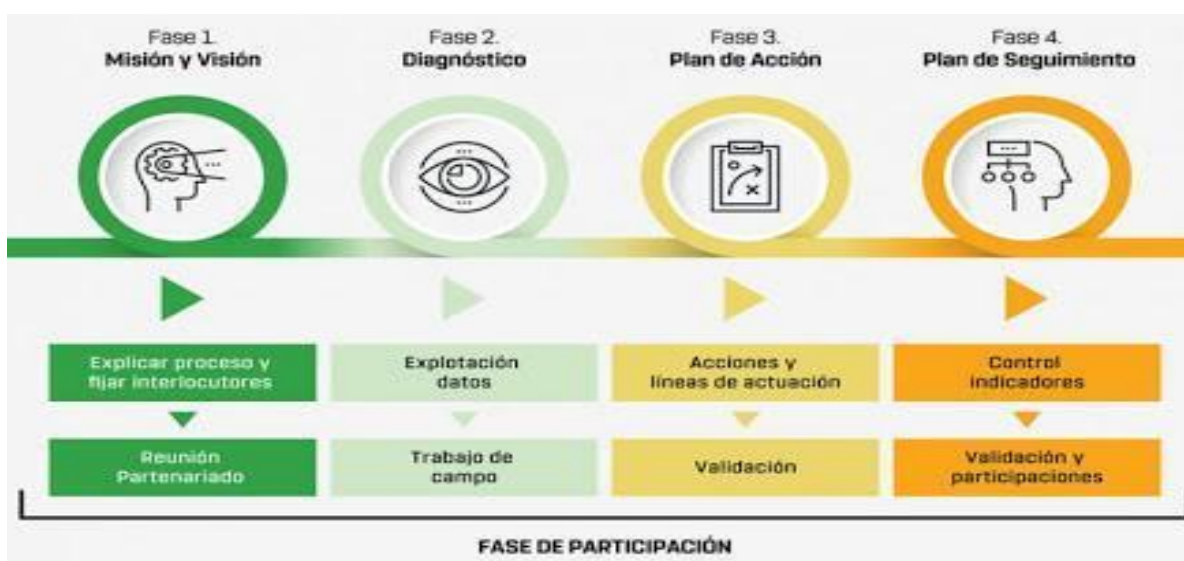 Fase 1.
Misión y Visión
Fase 2.
Diagnóstico
Fase 3.
Plan de Acción
Fase 4.
Plan de Seguimiento
Explicar proceso y
fijar interlocutores
Reunión
Partenariado
Explotación
datos
Trabajo de
campo
Acciones y
líneas de actuación
Validación
Control
indicadores
Validación y
participaciones
FASE DE PARTICIPACIÓN